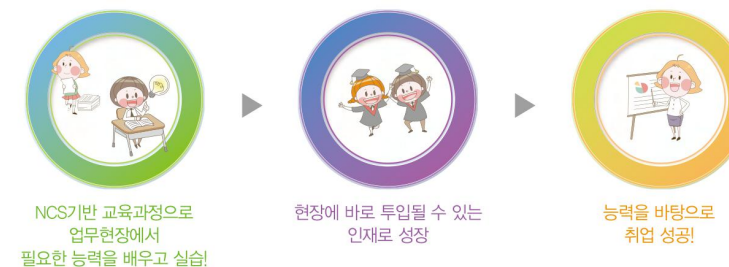 NCS기반 교육과정으로
업무현장에서
필요한 능력을 배우고 실습!
현장에 바로 투입될 수 있는
인재로 성장
능력을 바탕으로
취업 성공!